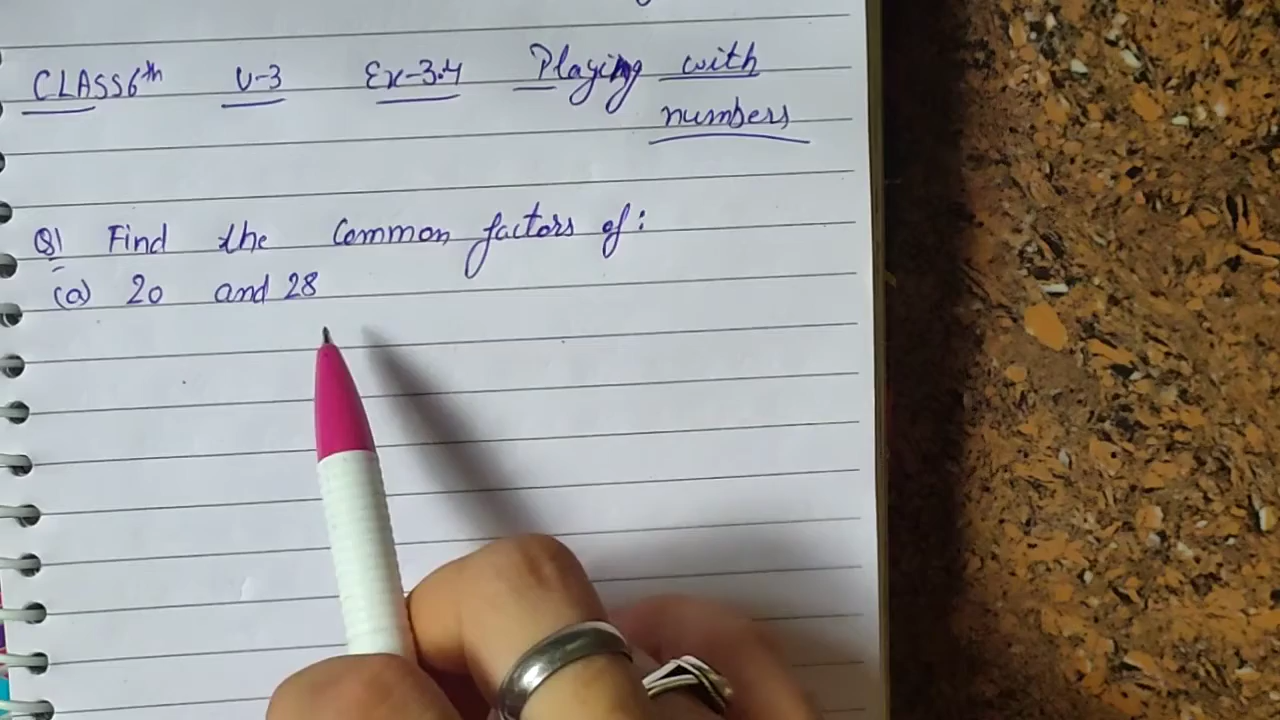 CLASS 6th U-3 Ex-3.4 Playing with
numbers
Q1 Find the Common factors of:
(a) 20 and 28